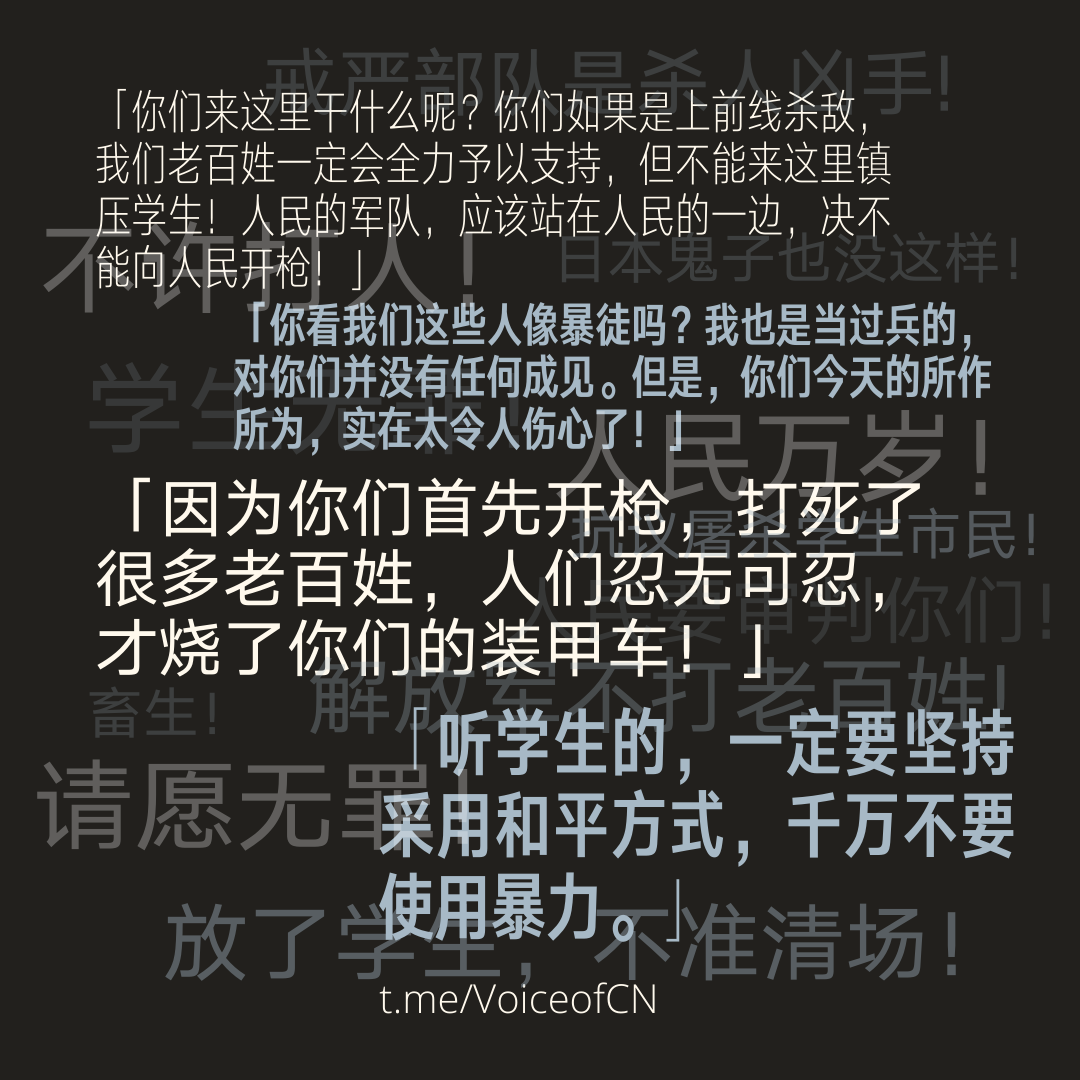 戒严部队是杀人凶手!
「你们来这里干什么呢？你们如果是上前线杀敌，
我们老百姓一定会全力予以支持，但不能来这里镇
压学生！人民的军队，应该站在人民的一边，决不
能向人民开枪！」
不许打人！
日本鬼子也没这样！
「你看我们这些人像暴徒吗？我也是当过兵的，
对你们并没有任何成见。但是，你们今天的所作
所为，实在太令人伤心了！」
学生无罪！
人民万岁！
「因为你们首先开枪，打死了
很多老百姓，人们忍无可忍，
才烧了你们的装甲车！」
抗议屠杀学生市民！
人民要审判你们！
解放军不打老百姓!
畜生！
「听学生的，一定要坚持
采用和平方式，千万不要
使用暴力。」
请愿无罪！
放了学生，不准清场！
t.me/VoiceofCN